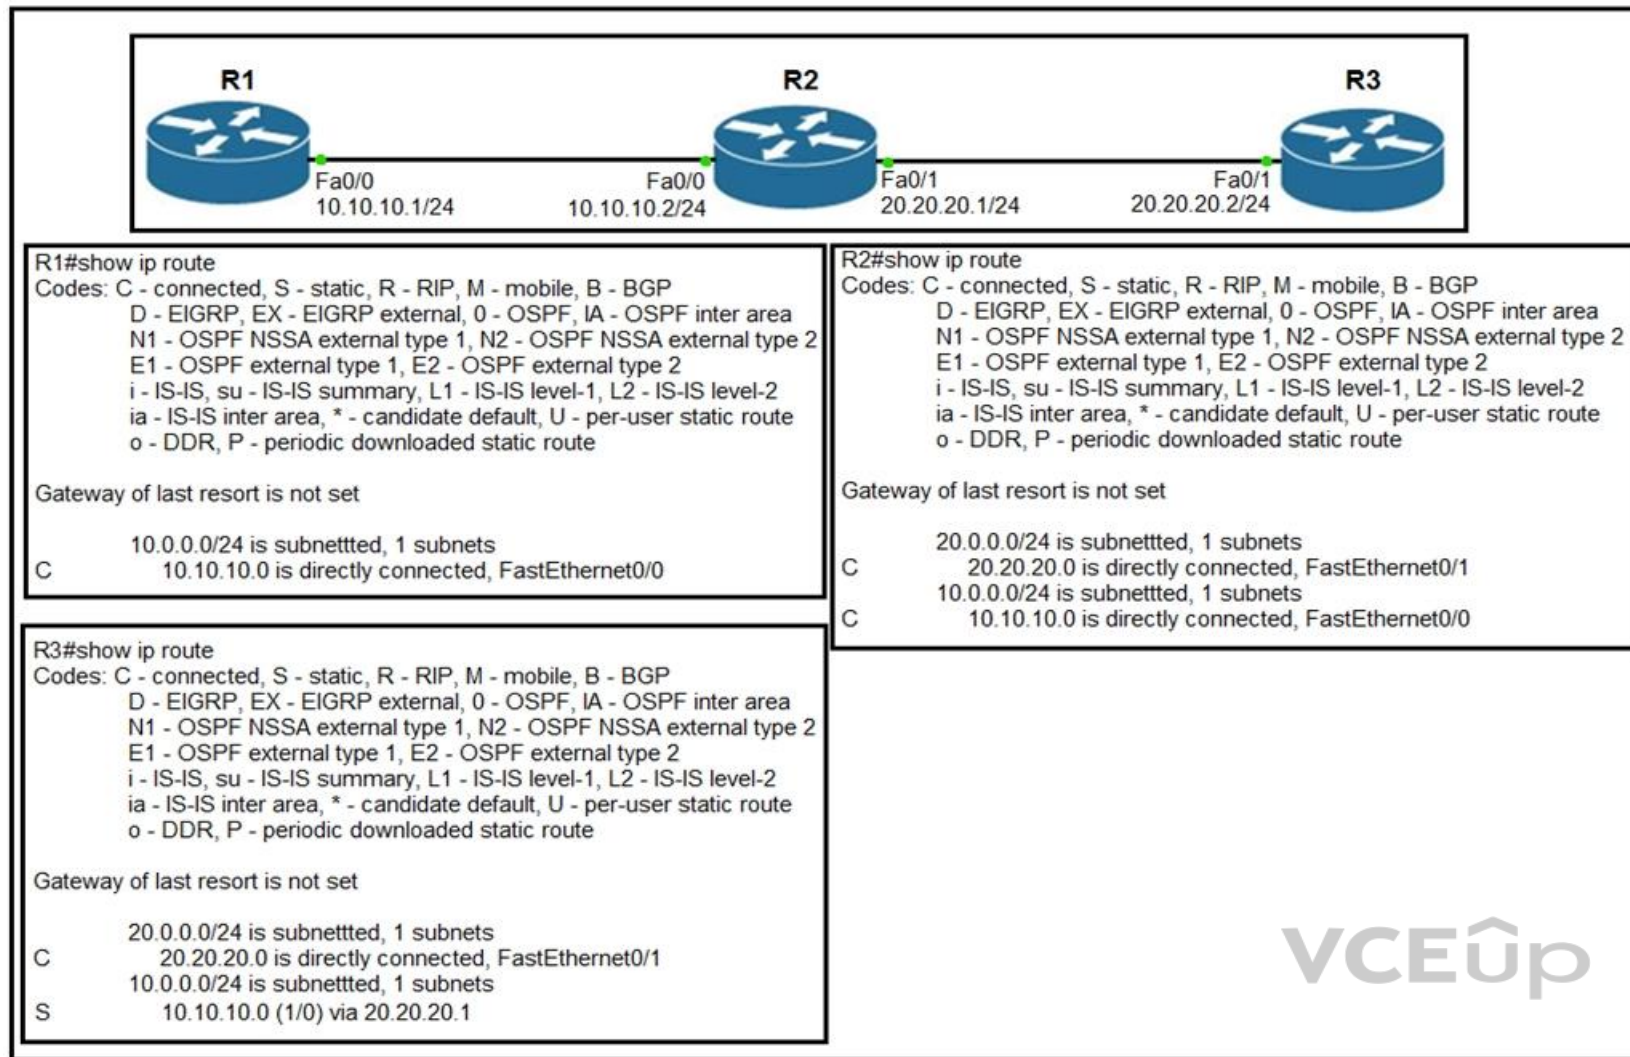 R1
R2
R3
Fa0/0
10.10.10.1/24
Fa0/0
10.10.10.2/24
Fa0/1
20.20.20.1/24
Fa0/1
20.20.20.2/24
R1#show ip route
Codes: C - connected, S - static, R - RIP, M - mobile, B - BGP
D - EIGRP, EX - EIGRP external, 0 - OSPF, IA - OSPF inter area
N1 - OSPF NSSA external type 1, N2 - OSPF NSSA external type 2
E1 - OSPF external type 1, E2 - OSPF external type 2
i - IS-IS, su - IS-IS summary, L1 - IS-IS level-1, L2 - IS-IS level-2
ia - IS-IS inter area, * - candidate default, U - per-user static route
o - DDR, P - periodic downloaded static route
Gateway of last resort is not set
10.0.0.0/24 is subnettted, 1 subnets
C 10.10.10.0 is directly connected, FastEthernet0/0
R2#show ip route
Codes: C - connected, S - static, R - RIP, M - mobile, B - BGP
D - EIGRP, EX - EIGRP external, 0 - OSPF, IA - OSPF inter area
N1 - OSPF NSSA external type 1, N2 - OSPF NSSA external type 2
E1 - OSPF external type 1, E2 - OSPF external type 2
i - IS-IS, su - IS-IS summary, L1 - IS-IS level-1, L2 - IS-IS level-2
ia - IS-IS inter area, * - candidate default, U - per-user static route
o - DDR, P - periodic downloaded static route
Gateway of last resort is not set
20.0.0.0/24 is subnettted, 1 subnets
C 20.20.20.0 is directly connected, FastEthernet0/1
10.0.0.0/24 is subnettted, 1 subnets
C 10.10.10.0 is directly connected, FastEthernet0/0
R3#show ip route
Codes: C - connected, S - static, R - RIP, M - mobile, B - BGP
D - EIGRP, EX - EIGRP external, 0 - OSPF, IA - OSPF inter area
N1 - OSPF NSSA external type 1, N2 - OSPF NSSA external type 2
E1 - OSPF external type 1, E2 - OSPF external type 2
i - IS-IS, su - IS-IS summary, L1 - IS-IS level-1, L2 - IS-IS level-2
ia - IS-IS inter area, * - candidate default, U - per-user static route
o - DDR, P - periodic downloaded static route
Gateway of last resort is not set
20.0.0.0/24 is subnettted, 1 subnets
C 20.20.20.0 is directly connected, FastEthernet0/1
10.0.0.0/24 is subnettted, 1 subnets
S 10.10.10.0 (1/0) via 20.20.20.1
VCEÛp